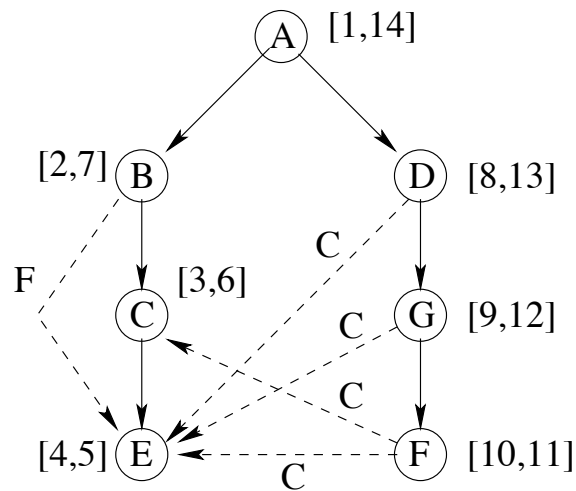 A [1,14]
[2,7] B D [8,13]
C
F [3,6]
C C G [9,12]
C
[4,5] E F [10,11]
C